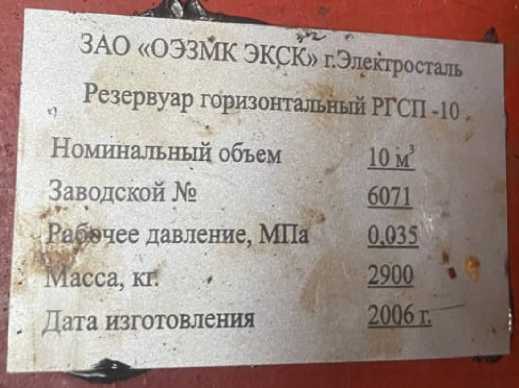 ЗАО «ОЭЗМК ЭКСК» г.Электросталь
Резервуар горизонтальный РГСП -10
Номинальный объем 10 м³
Заводской № 6071
Рабочее давление, МПа 0,035
Масса, кг. 2900
Дата изготовления 2006 г.